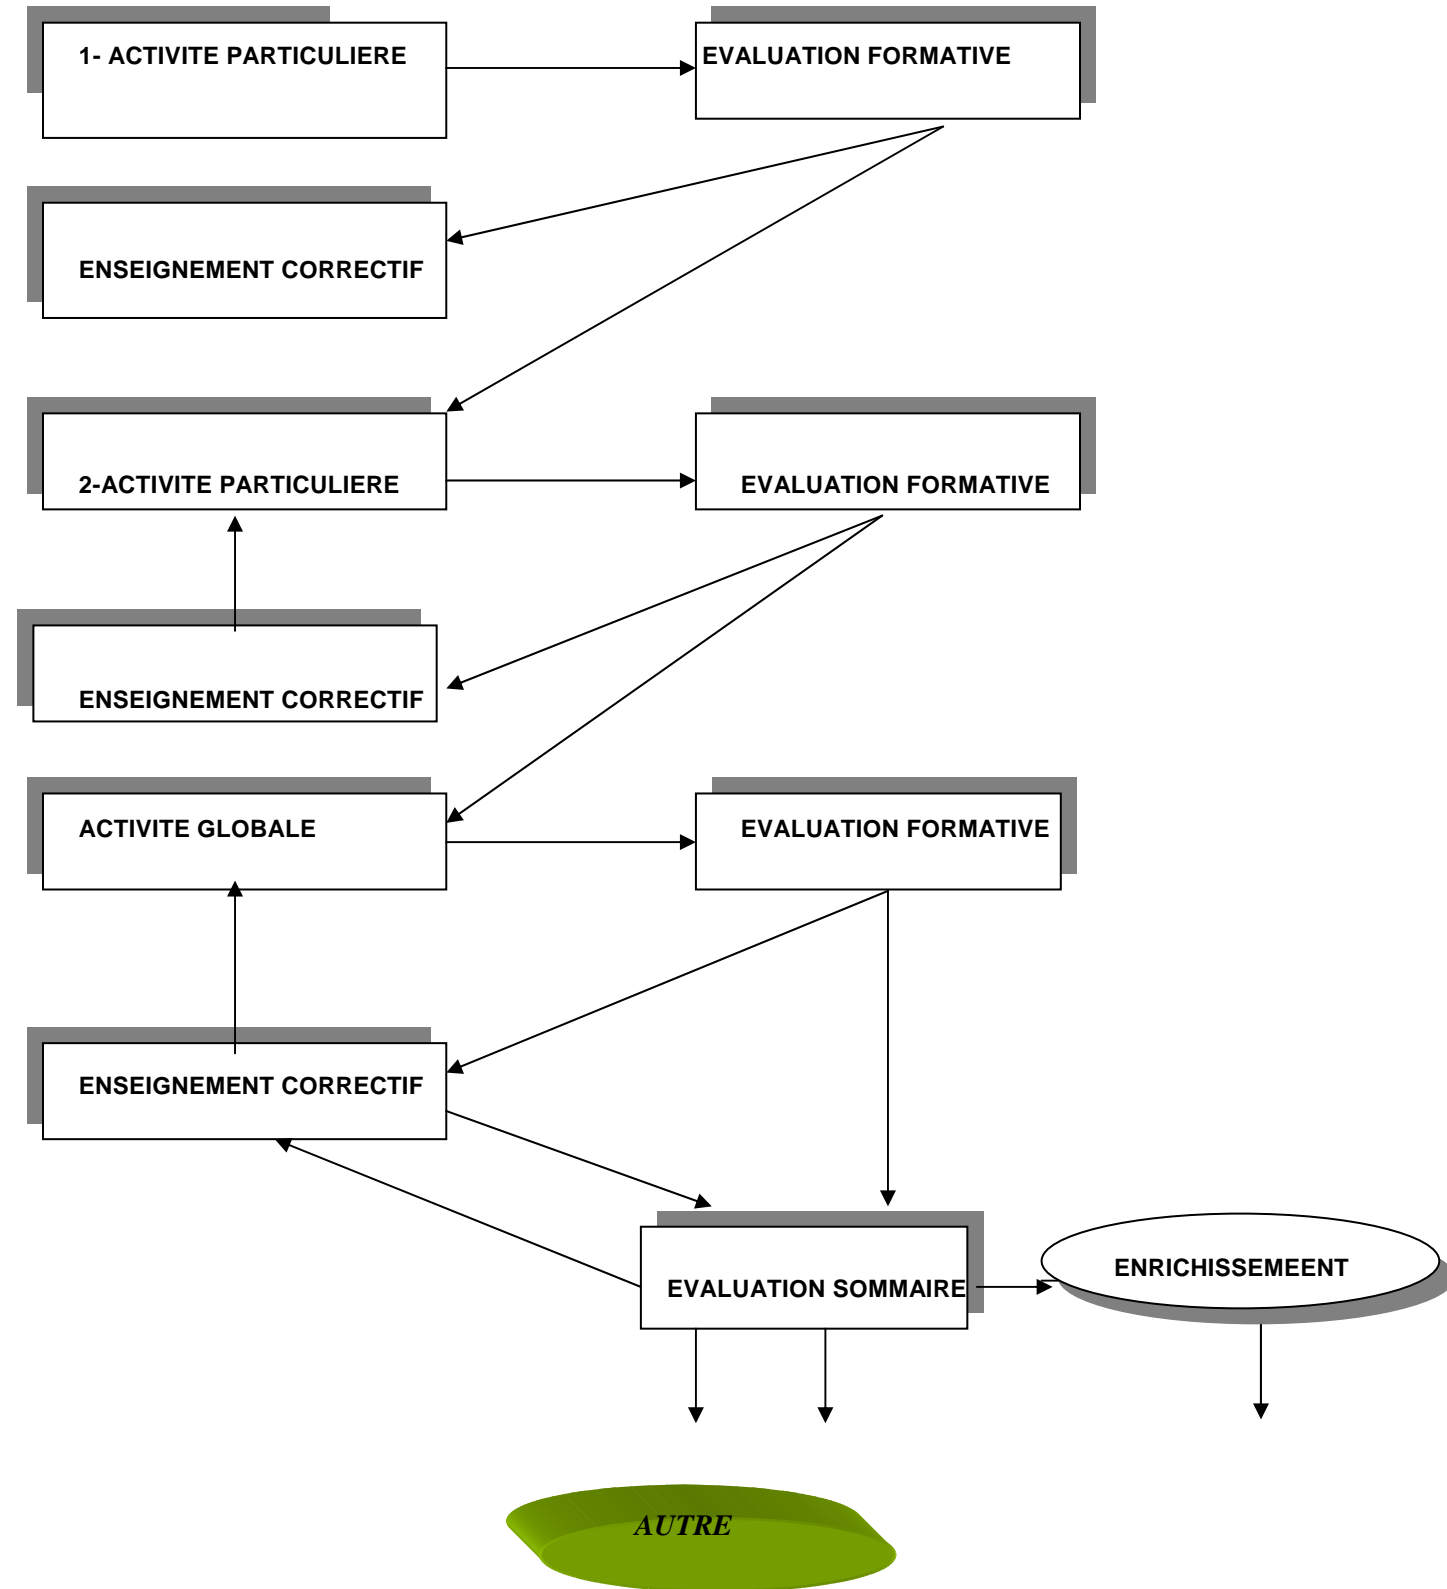 1- ACTIVITE PARTICULIERE
EVALUATION FORMATIVE
ENSEIGNEMENT CORRECTIF
2-ACTIVITE PARTICULIERE
EVALUATION FORMATIVE
ENSEIGNEMENT CORRECTIF
ACTIVITE GLOBALE
EVALUATION FORMATIVE
ENSEIGNEMENT CORRECTIF
EVALUATION SOMMAIRE
ENRICHISSEMEENT
AUTRE